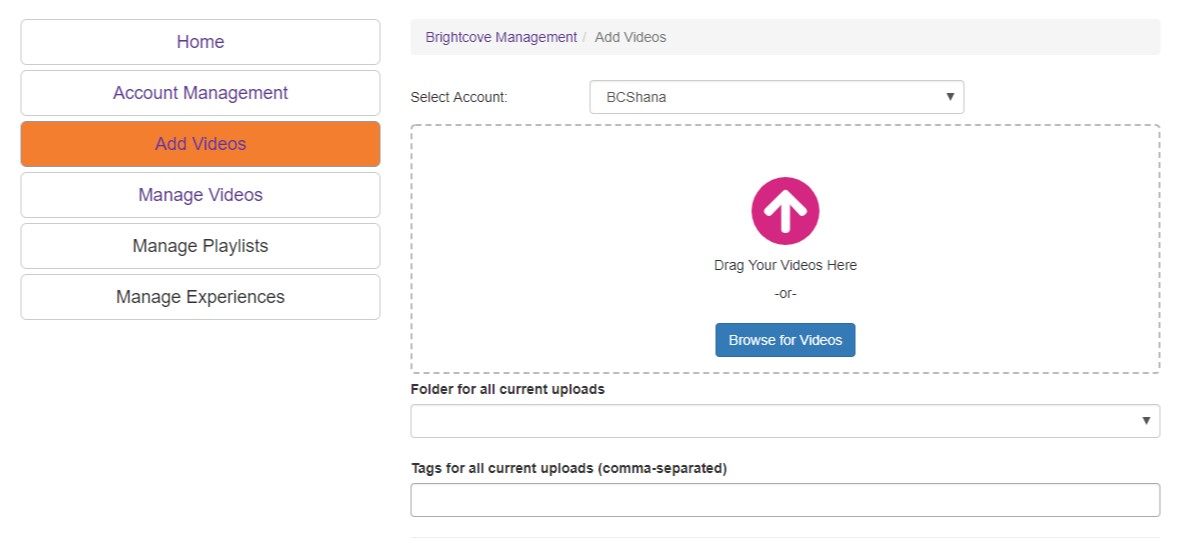 Home
Account Management
Add Videos
Manage Videos
Manage Playlists
Manage Experiences
Brightcove Management / Add Videos
Select Account: BCShana
Drag Your Videos Here
-or-
Browse for Videos
Folder for all current uploads
Tags for all current uploads (comma-separated)